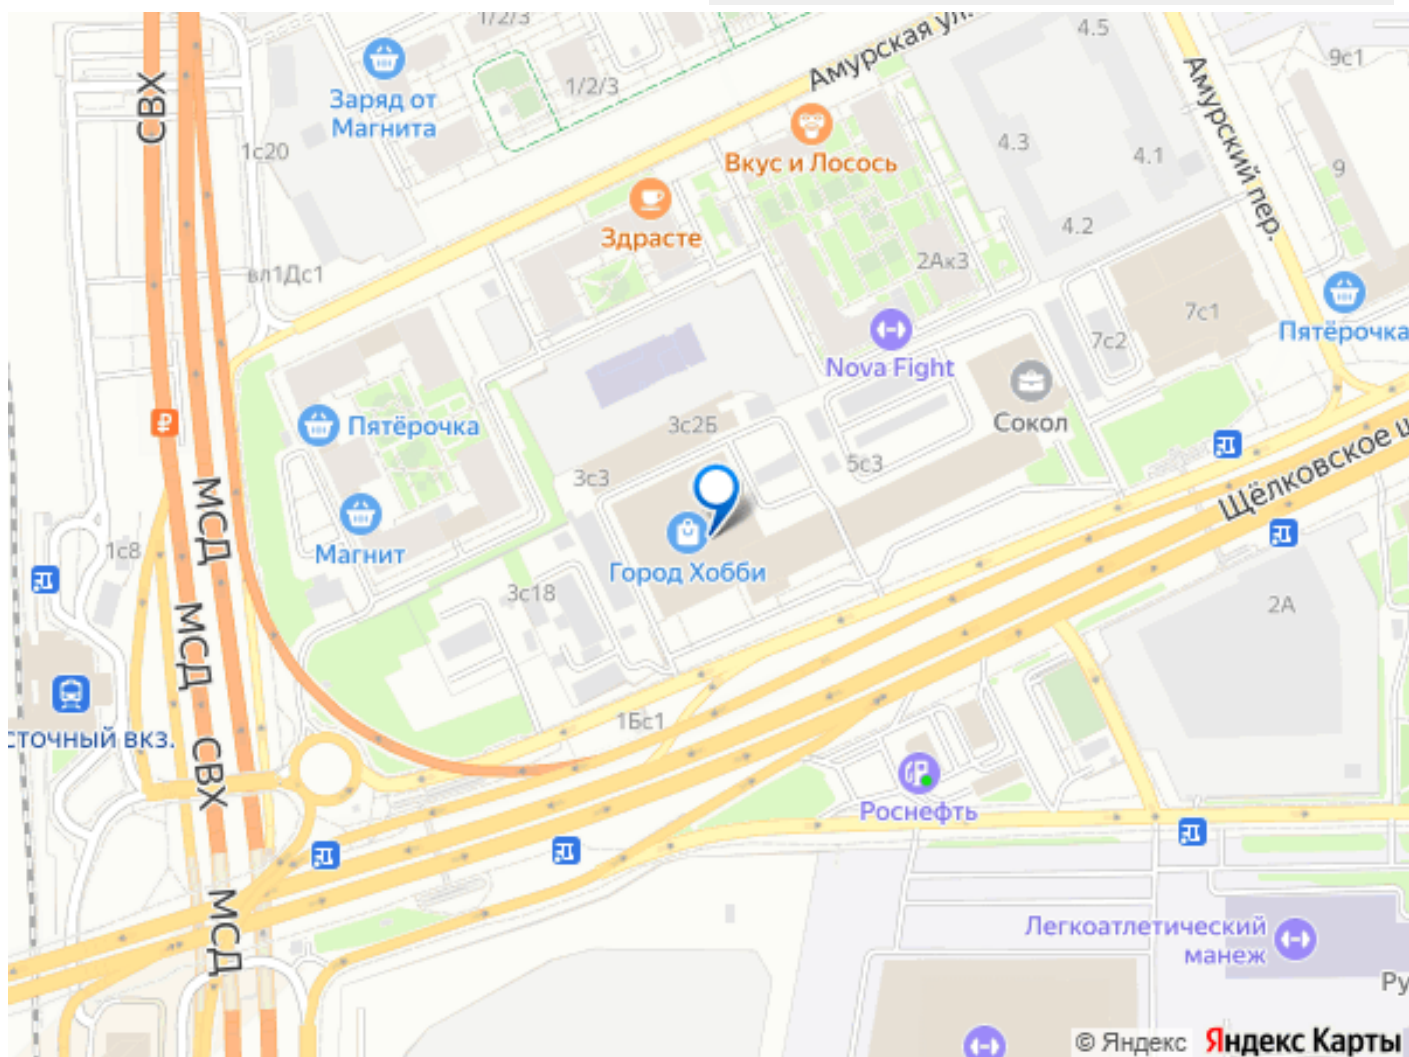 1/2/3
Амурская ул.
4.5
9с1
СВХ
Заряд от
Магнита
1/2/3
Амурский пер.
1с20
Вкус и Лосось
4.3
4.1
9
Здрасте
4.2
2Ак3
вл1Дс1
7с1
Nova Fight
7с2
Пятёрочка
Пятёрочка
3с2Б
Сокол
5с3
3с3
Щёлковское ш
МСД
Магнит
1с8
Город Хобби
3с18
2А
МСД
1Бс1
сточный вкз.
СВХ
Роснефть
МСД
Легкоатлетический
манеж
Ру
© Яндекс
Яндекс Карты